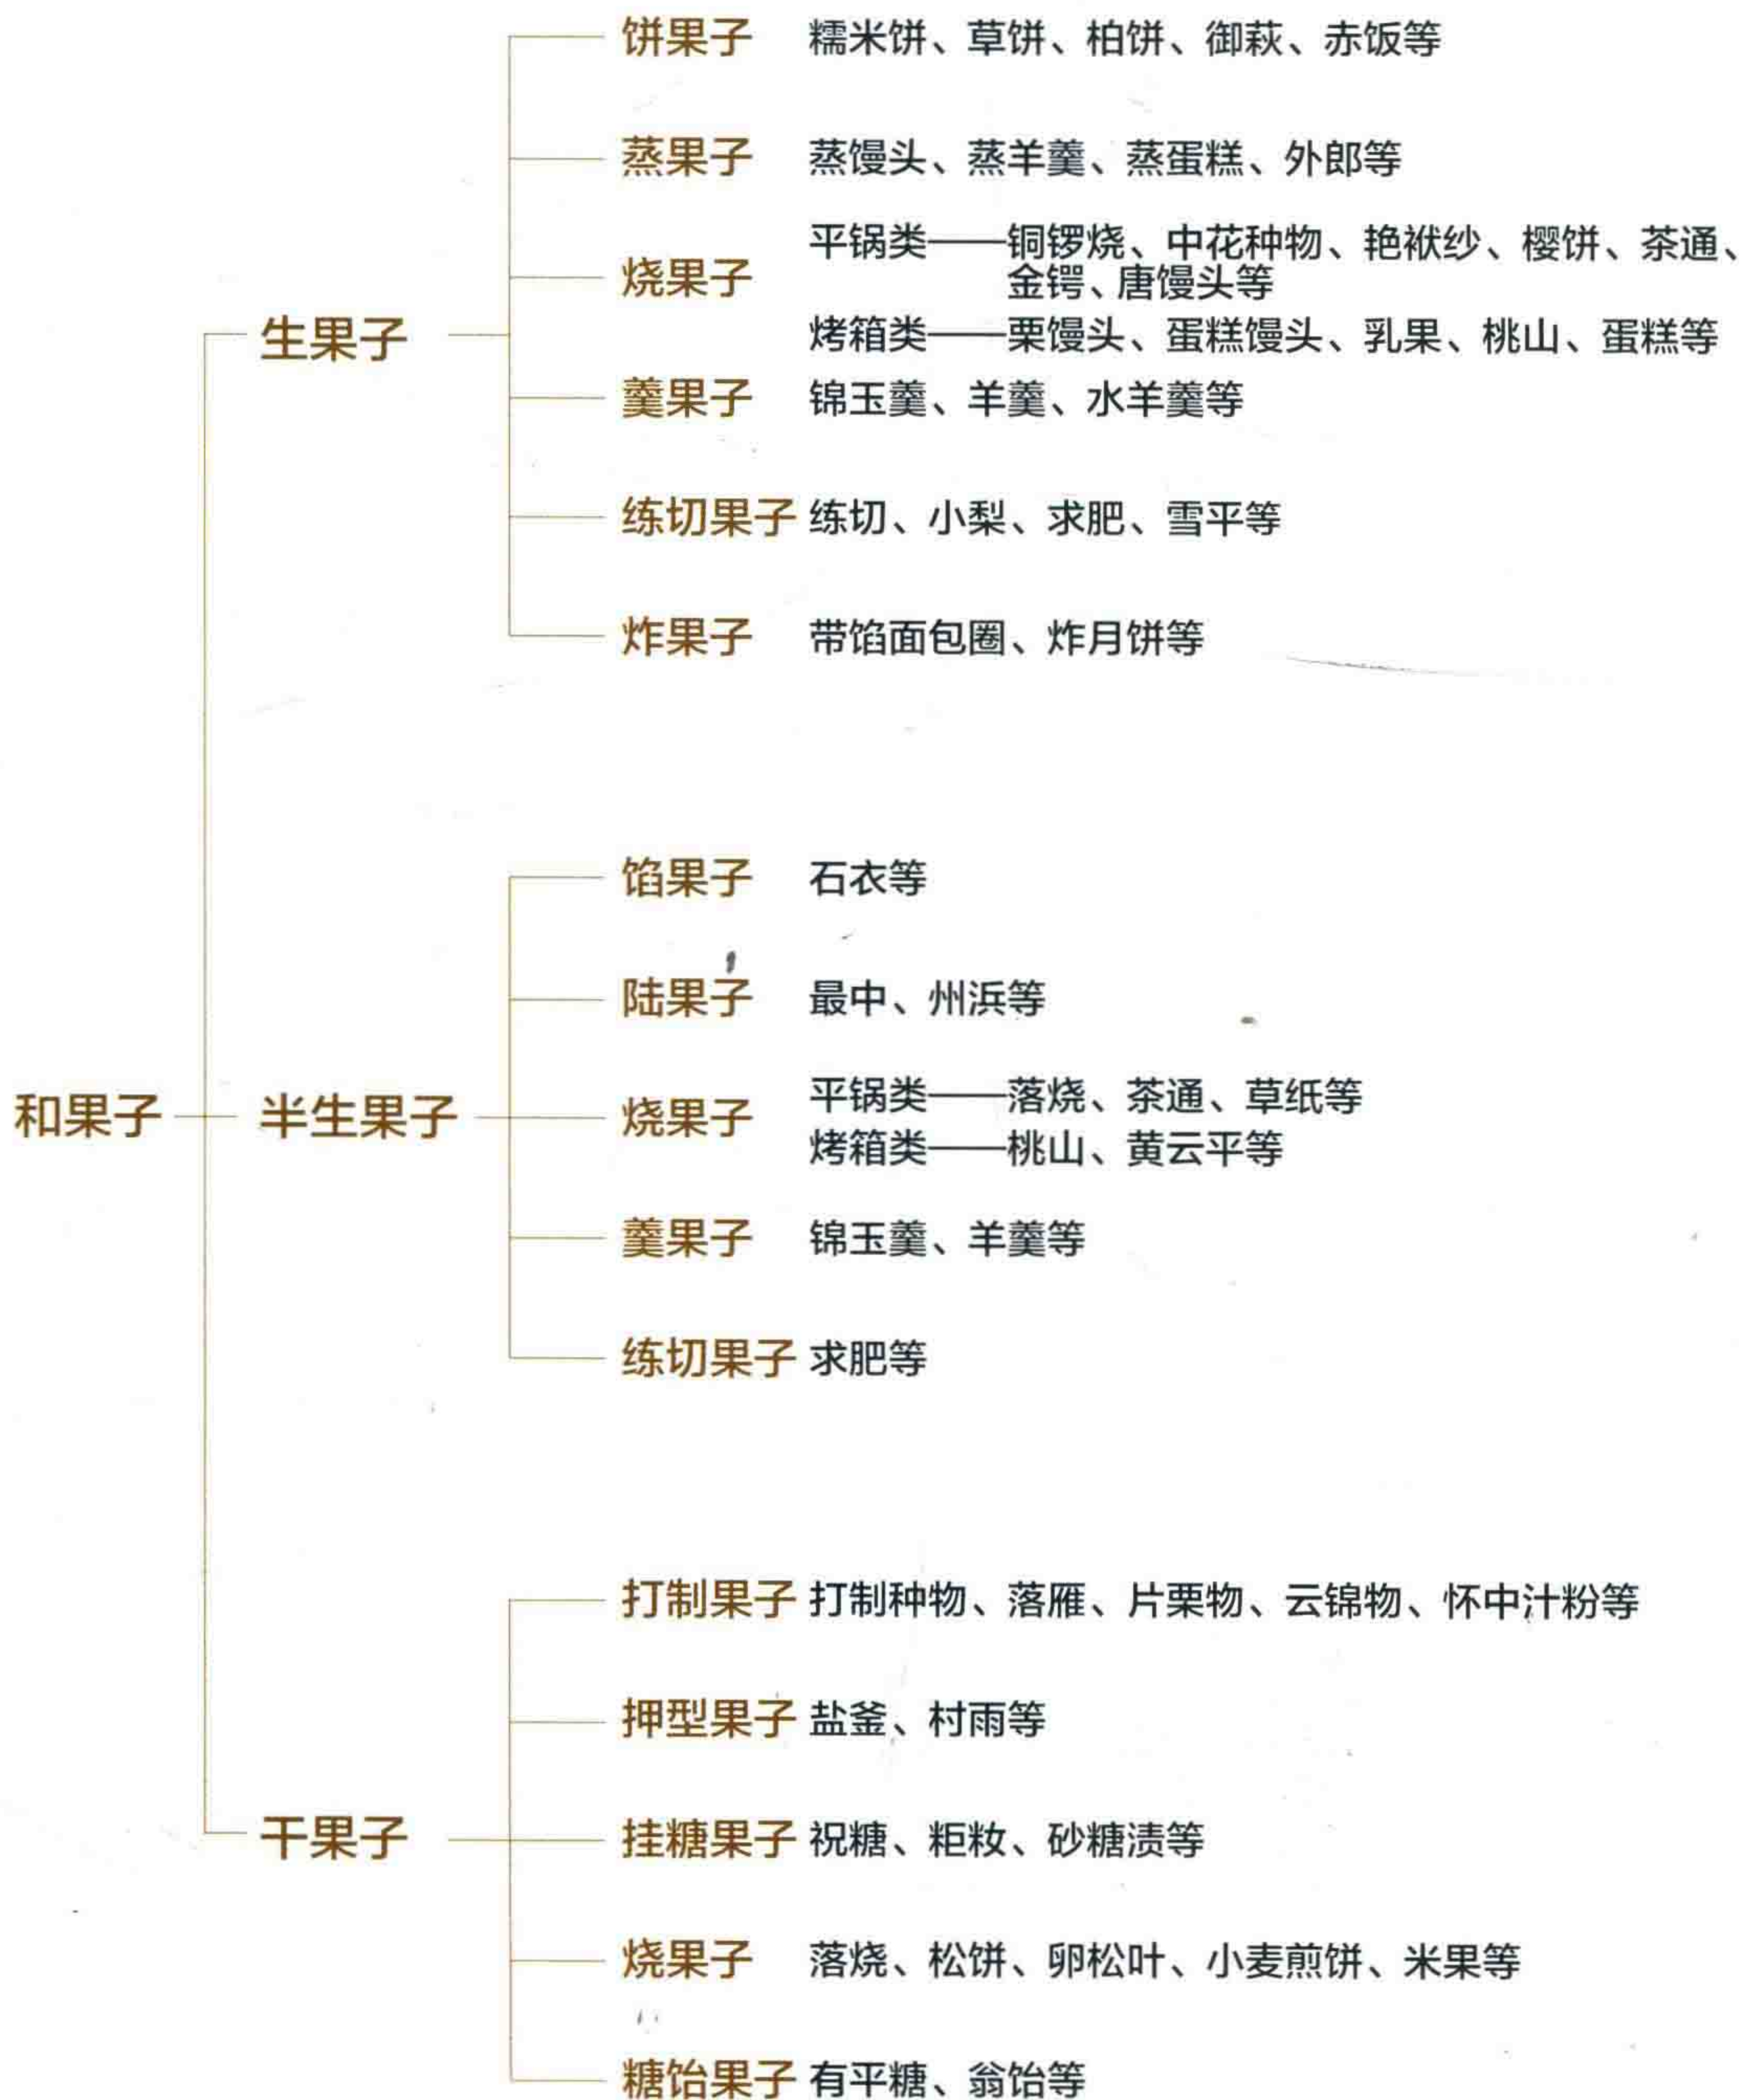 饼果子 糯米饼、草饼、柏饼、御萩、赤饭等
蒸果子 蒸馒头、蒸羊羹、蒸蛋糕、外郎等
平锅类——铜锣烧、中花种物、艳袱纱、樱饼、茶通、
烧果子
金锷、唐馒头等
生果子
烤箱类——栗馒头、蛋糕馒头、乳果、桃山、蛋糕等
羹果子 锦玉羹、羊羹、水羊羹等
练切果子 练切、小梨、求肥、雪平等
炸果子 带馅面包圈、炸月饼等
馅果子 石衣等
陆果子 最中、州浜等
和果子
半生果子
烧果子
平锅类——落烧、茶通、草纸等
烤箱类——桃山、黄云平等
羹果子 锦玉羹、羊羹等
练切果子 求肥等
打制果子 打制种物、落雁、片栗物、云锦物、怀中汁粉等
押型果子 盐釜、村雨等
干果子
挂糖果子 祝糖、粔籹、砂糖渍等
烧果子 落烧、松饼、卵松叶、小麦煎饼、米果等
糖饴果子 有平糖、翁饴等